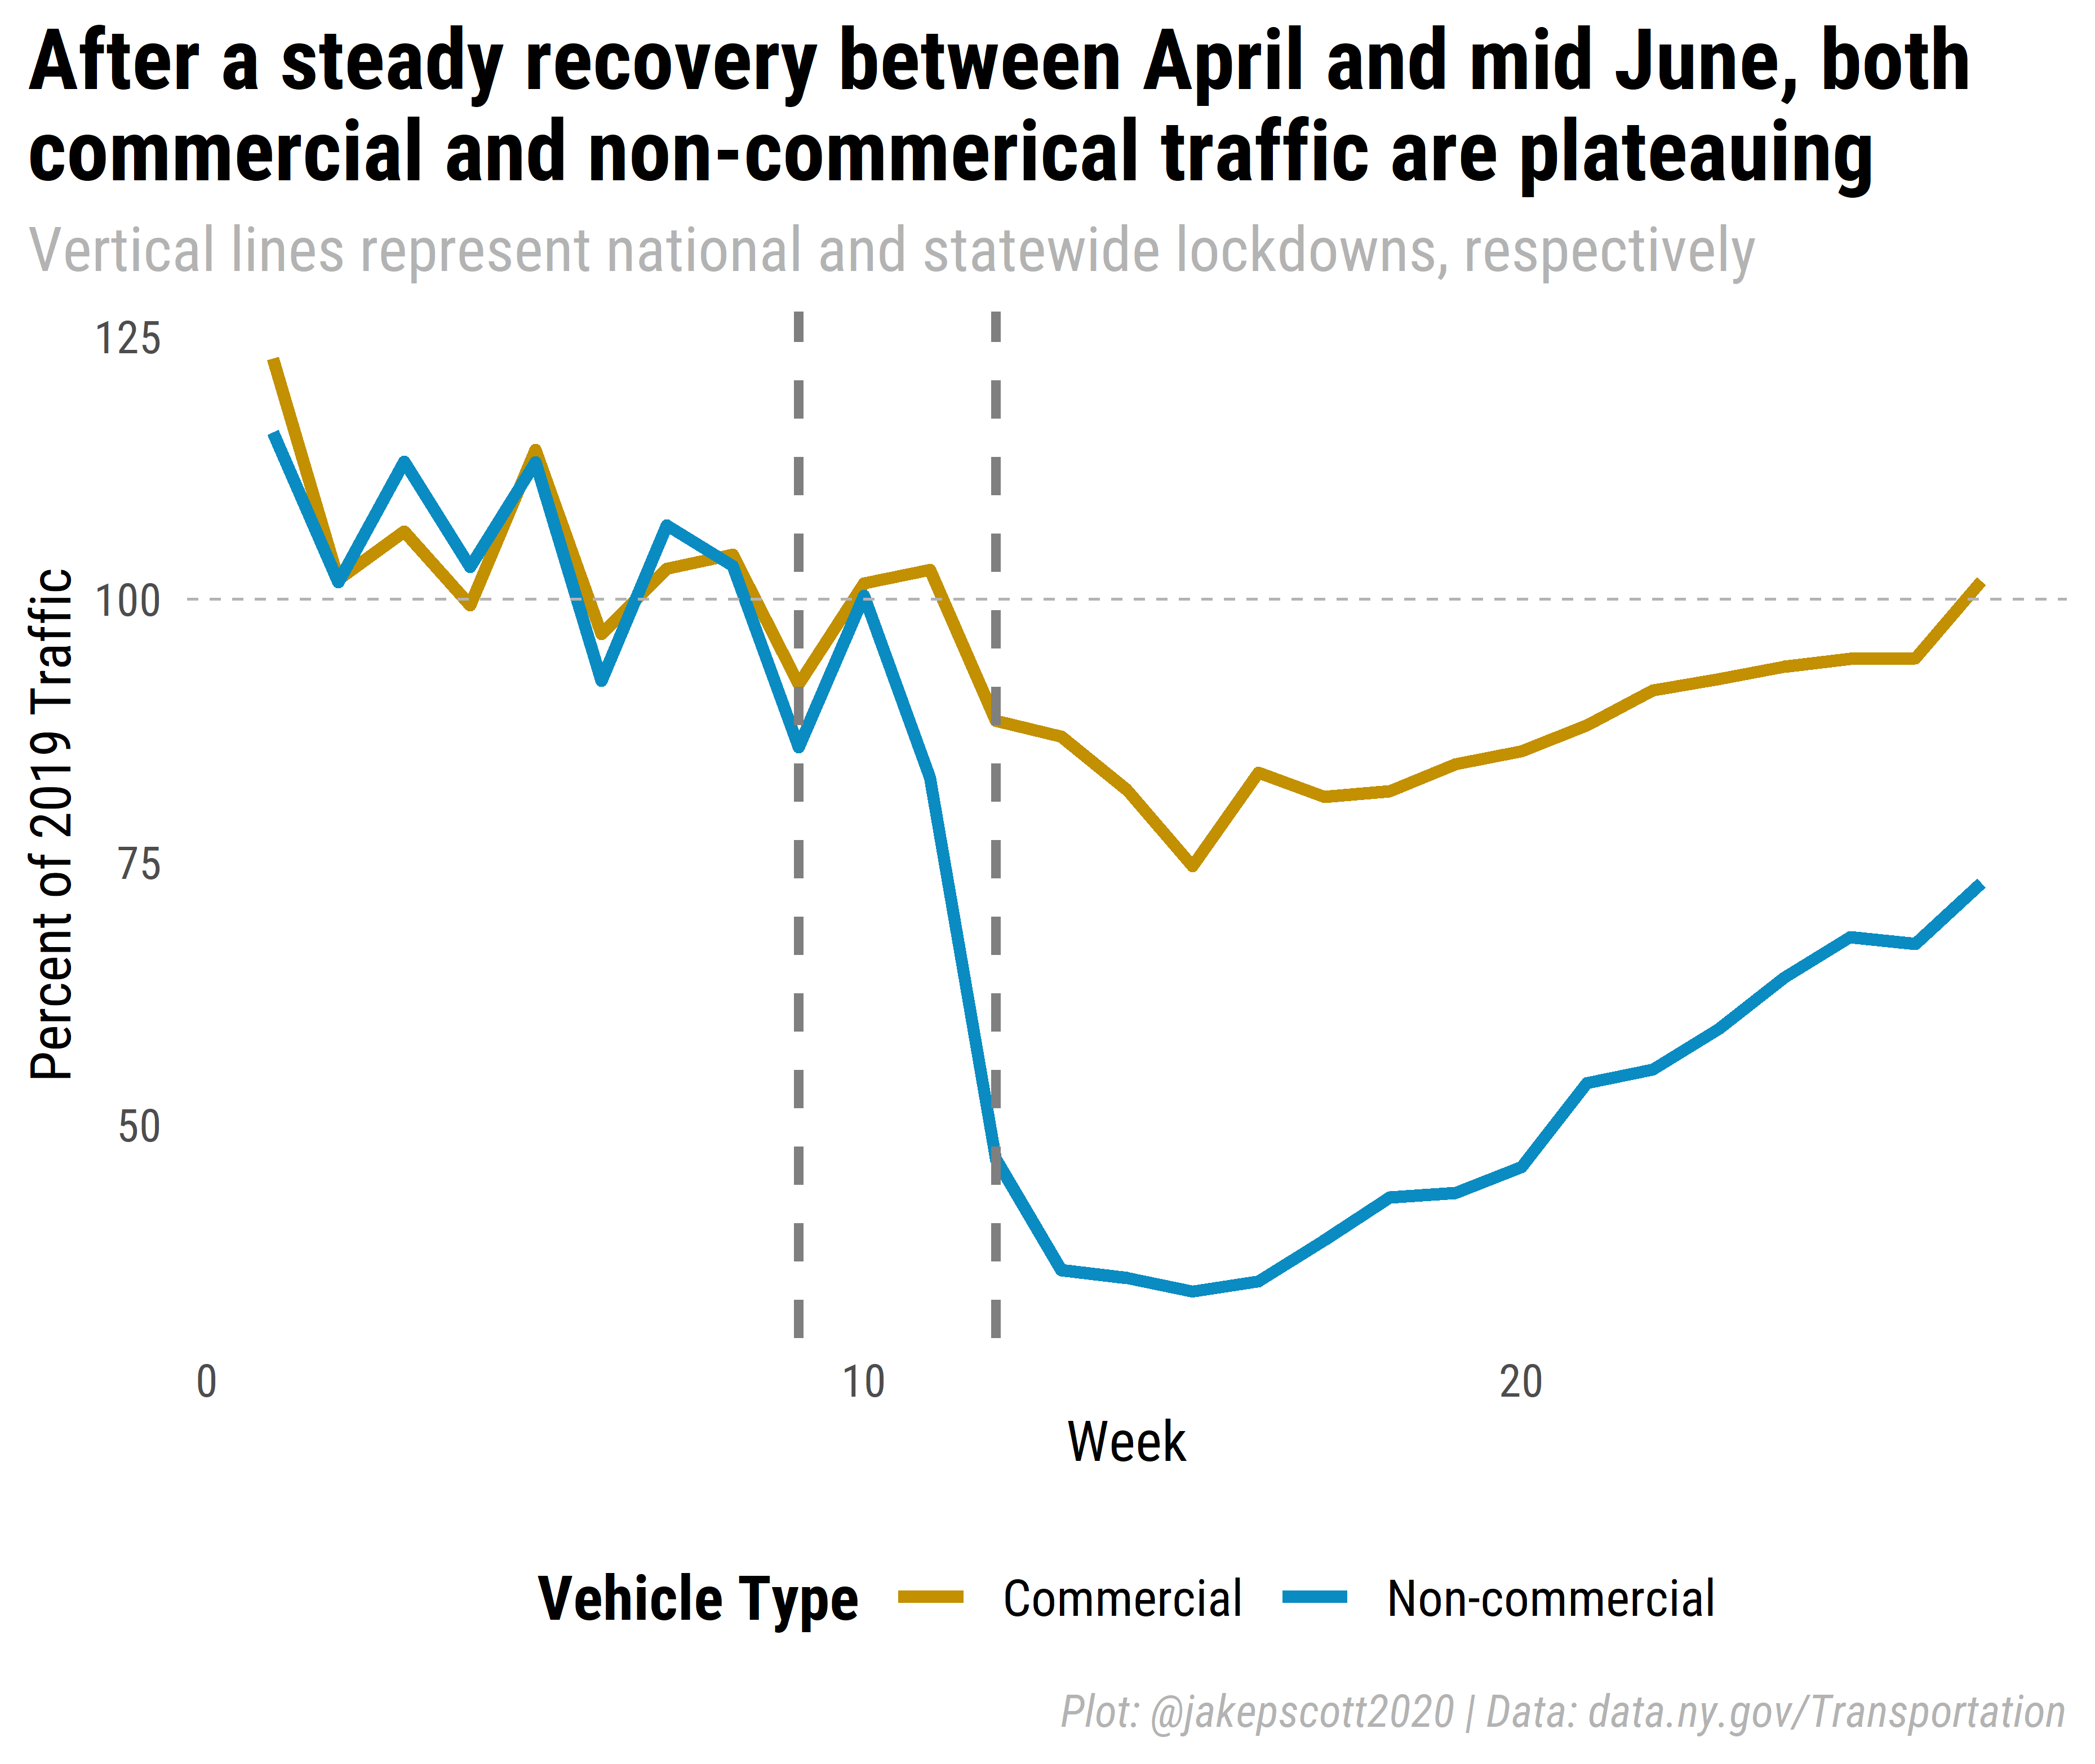 After a steady recovery between April and mid June, both
commercial and non-commerical traffic are plateauing
Vertical lines represent national and statewide lockdowns, respectively
125
100
75
50
Percent of 2019 Traffic
0 10 20
Week
Vehicle Type Commercial Non-commercial
Plot: @jakepscott2020 | Data: data.ny.gov/Transportation